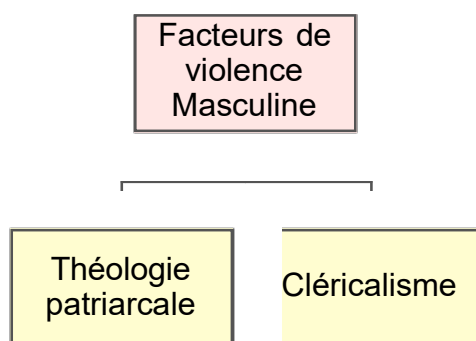 Facteurs de
violence
Masculine
Théologie
patriarcale
Cléricalisme